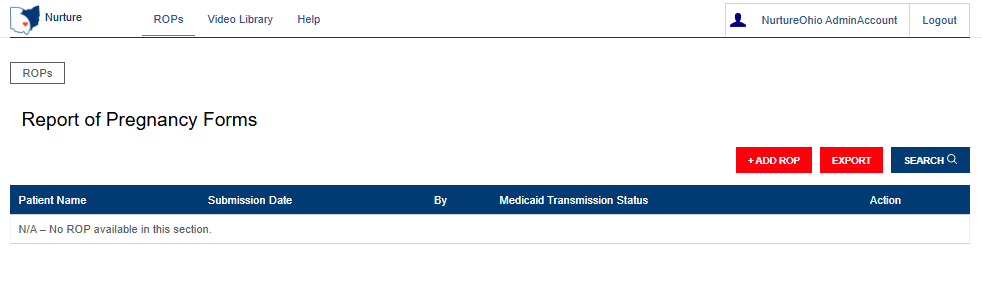 Nurture ROPs Video Library Help NurtureOhio AdminAccount Logout
ROPs
Report of Pregnancy Forms
+ ADD ROP EXPORT SEARCH
Patient Name Submission Date By Medicaid Transmission Status Action
N/A – No ROP available in this section.